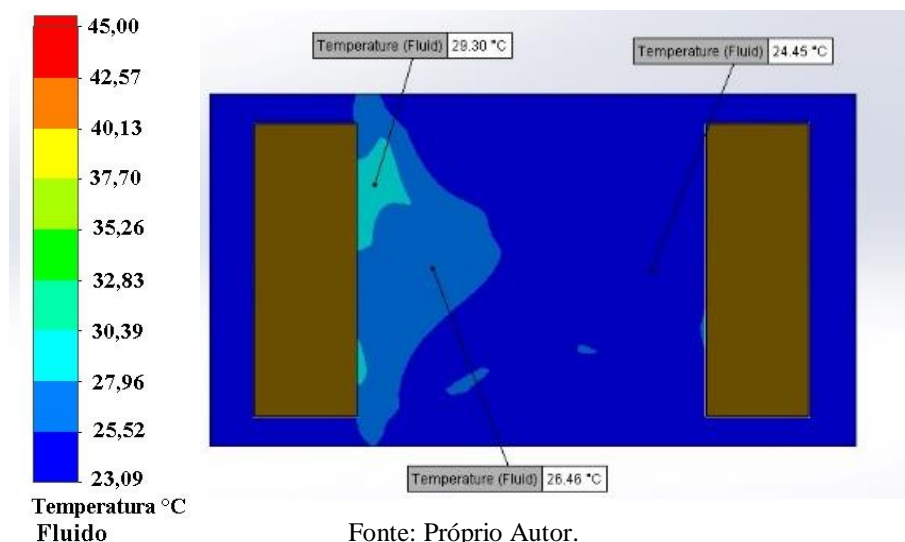 45,00
42,57
40,13
37,70
35,26
32,83
30,39
27,96
25,52
23,09
Temperatura °C
Fluido
Temperature (Fluid) 29.30 °C
Temperature (Fluid) 24.45 °C
Temperature (Fluid) 26.46 °C
Fonte: Próprio Autor.